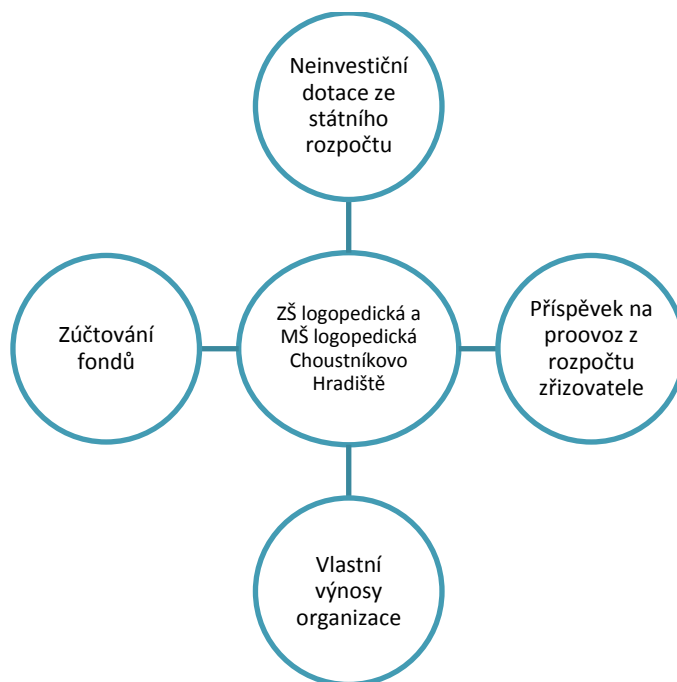 Neinvestiční
dotace ze
státního
rozpočtu
Zúčtování
fondů
ZŠ logopedická a
MŠ logopedická
Choustníkovo
Hradiště
Příspěvek na
proovoz z
rozpočtu
zřizovatele
Vlastní
výnosy
organizace